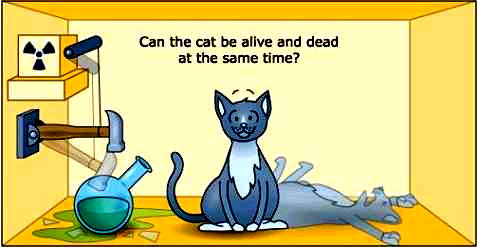 Can the cat be alive and dead
at the same time?